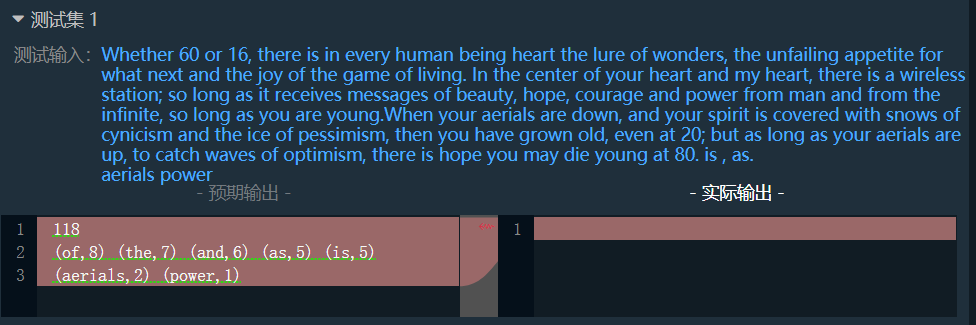 测试集 1
测试输入: Whether 60 or 16, there is in every human being heart the lure of wonders, the unfailing appetite for
what next and the joy of the game of living. In the center of your heart and my heart, there is a wireless
station; so long as it receives messages of beauty, hope, courage and power from man and from the
infinite, so long as you are young.When your aerials are down, and your spirit is covered with snows of
cynicism and the ice of pessimism, then you have grown old, even at 20; but as long as your aerials are
up, to catch waves of optimism, there is hope you may die young at 80. is , as.
aerials power
- 预期输出 - - 实际输出 -
1 118 1
2 (of,8) (the,7) (and,6) (as,5) (is,5)
3 (aerials,2) (power,1)